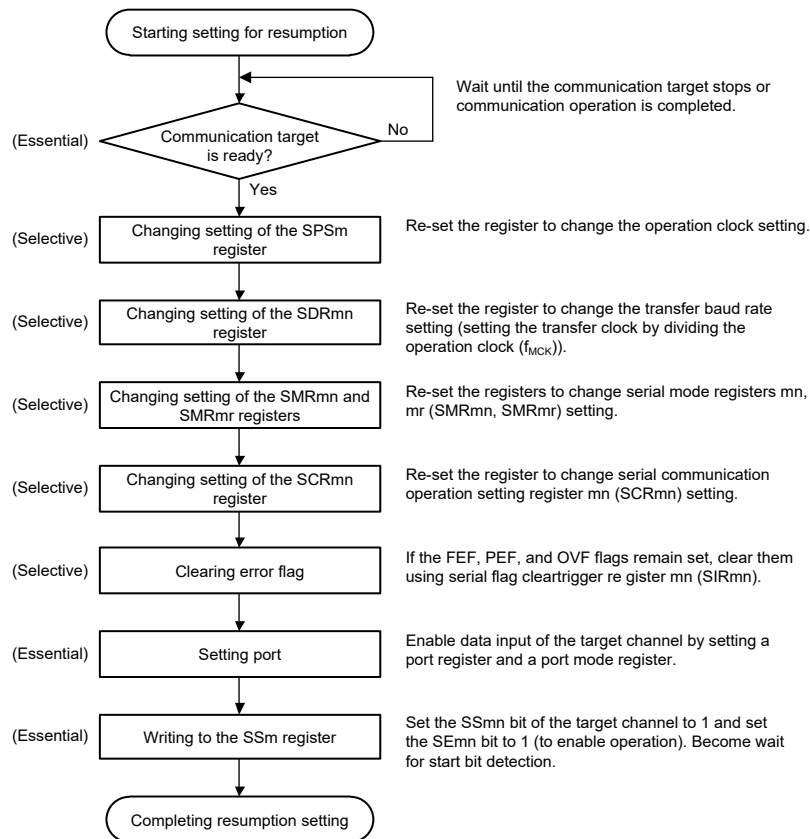 Starting setting for resumption
Wait until the communication target stops or
communication operation is completed.
(Essential)
Communication target
is ready?
No
Yes
(Selective)
Changing setting of the SPSm
register
Re-set the register to change the operation clock setting.
(Selective)
Changing setting of the SDRmn
register
Re-set the register to change the transfer baud rate
setting (setting the transfer clock by dividing the
operation clock (fMCK)).
(Selective)
Changing setting of the SMRmn and
SMRmr registers
Re-set the registers to change serial mode registers mn,
mr (SMRmn, SMRmr) setting.
(Selective)
Changing setting of the SCRmn
register
Re-set the register to change serial communication
operation setting register mn (SCRmn) setting.
(Selective)
Clearing error flag
If the FEF, PEF, and OVF flags remain set, clear them
using serial flag cleartrigger re gister mn (SIRmn).
(Essential)
Setting port
Enable data input of the target channel by setting a
port register and a port mode register.
(Essential)
Writing to the SSm register
Set the SSmn bit of the target channel to 1 and set
the SEmn bit to 1 (to enable operation). Become wait
for start bit detection.
Completing resumption setting